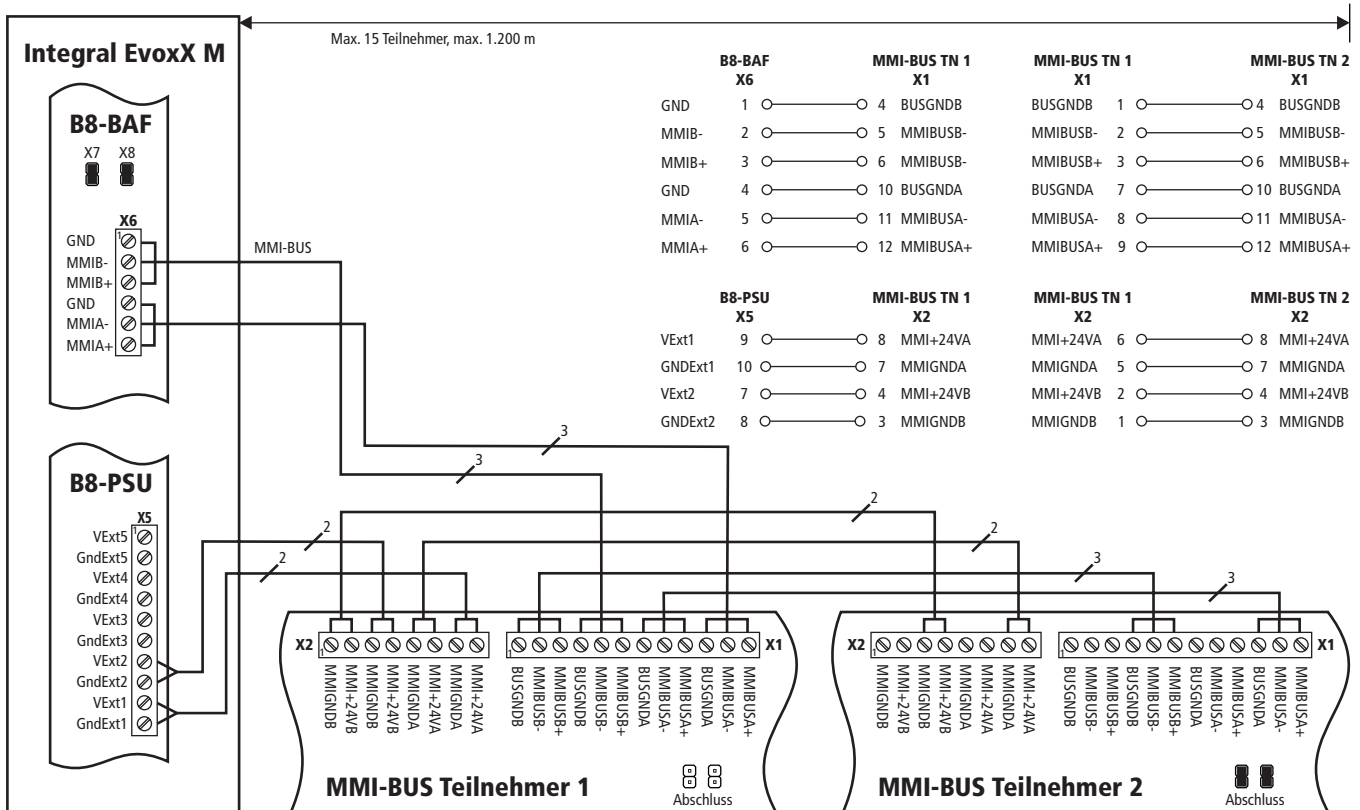 Integral EvoxX M
Max. 15 Teilnehmer, max. 1.200 m
B8-BAF MMI-BUS TN 1 MMI-BUS TN 1 MMI-BUS TN 2
X6 X1 X1 X1
GND 1 4 BUSGNDB BUSGNDB 1 4 BUSGNDB
MMIB- 2 5 MMIBUSB- MMIBUSB- 2 5 MMIBUSB-
MMIB+ 3 6 MMIBUSB- MMIBUSB+ 3 6 MMIBUSB+
GND 4 10 BUSGNDA BUSGNDA 7 10 BUSGNDA
MMIA- 5 11 MMIBUSA- MMIBUSA- 8 11 MMIBUSA-
MMIA+ 6 12 MMIBUSA+ MMIBUSA+ 9 12 MMIBUSA+
B8-PSU MMI-BUS TN 1 MMI-BUS TN 1 MMI-BUS TN 2
X5 X2 X2 X2
VExt1 9 8 MMI+24VA MMI+24VA 6 8 MMI+24VA
GNDExt1 10 7 MMIGNDA MMIGNDA 5 7 MMIGNDA
VExt2 7 4 MMI+24VB MMI+24VB 2 4 MMI+24VB
GNDExt2 8 3 MMIGNDB MMIGNDB 1 3 MMIGNDB
B8-BAF
X7 X8
X6
1
GND
MMIB-
MMIB+
GND
MMIA-
MMIA+
MMI-BUS
3
3
B8-PSU
X5
1
VExt5
GndExt5
VExt4
GndExt4
VExt3
GndExt3
VExt2
GndExt2
VExt1
GndExt1
2
2
2
2
3
3
X2
1
MMIGNDB
MMI+24VB
MMIGNDB
MMI+24VB
MMIGNDA
MMI+24VA
MMIGNDA
MMI+24VA
1
X1
BUSGNDB
MMIBUSB-
MMIBUSB+
BUSGNDB
MMIBUSB-
MMIBUSB+
BUSGNDA
MMIBUSA-
MMIBUSA+
BUSGNDA
MMIBUSA-
MMIBUSA+
MMI-BUS Teilnehmer 1
Abschluss
X2
1
MMIGNDB
MMI+24VB
MMIGNDB
MMI+24VB
MMIGNDA
MMI+24VA
MMIGNDA
MMI+24VA
1
X1
BUSGNDB
MMIBUSB-
MMIBUSB+
BUSGNDB
MMIBUSB-
MMIBUSB+
BUSGNDA
MMIBUSA-
MMIBUSA+
BUSGNDA
MMIBUSA-
MMIBUSA+
MMI-BUS Teilnehmer 2
Abschluss